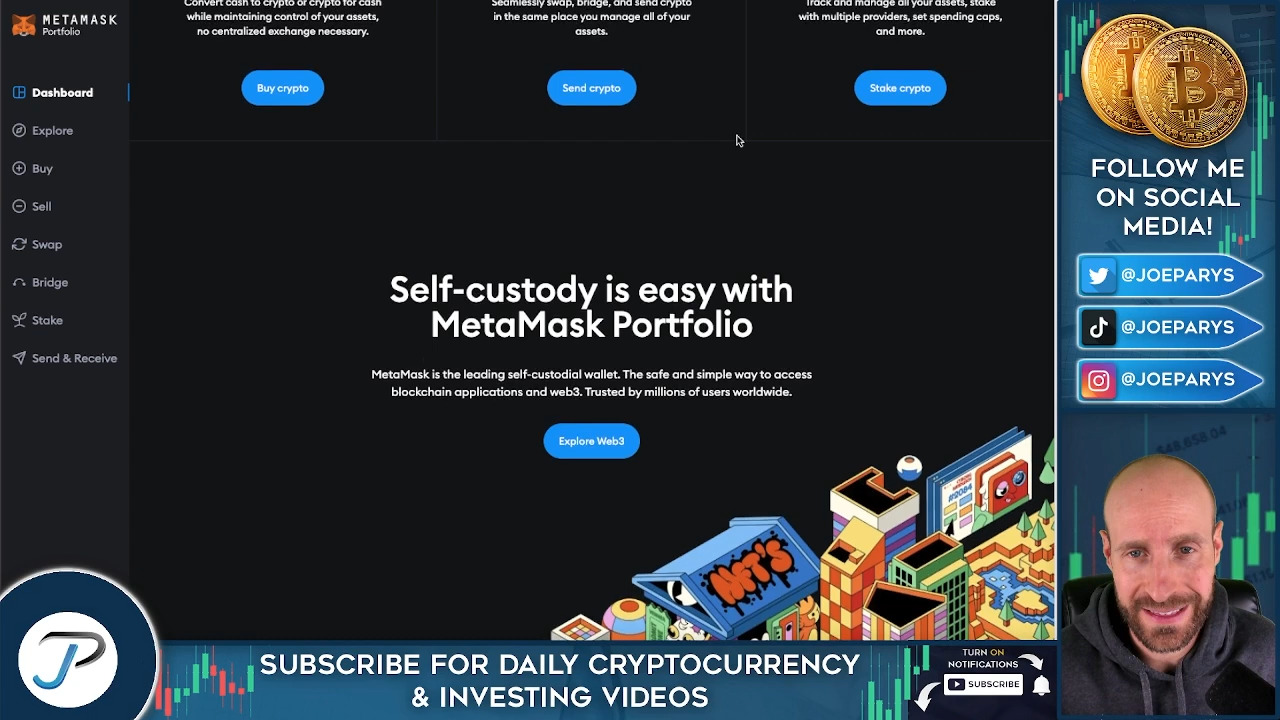 METAMASK
Portfolio
Dashboard
Explore
Buy
Sell
Swap
Bridge
Stake
Send & Receive
Convert cash to crypto or crypto for cash
while maintaining control of your assets,
no centralized exchange necessary.
Buy crypto
Seamlessly swap, bridge, and send crypto
in the same place you manage all of your
assets.
Send crypto
Track and manage all your assets, stake
with multiple providers, set spending caps,
and more.
Stake crypto
Self-custody is easy with
MetaMask Portfolio
MetaMask is the leading self-custodial wallet. The safe and simple way to access
blockchain applications and web3. Trusted by millions of users worldwide.
Explore Web3
#2084
NFT'S
FOLLOW ME
ON SOCIAL
MEDIA!
@JOEPARYS
@JOEPARYS
@JOEPARYS
JP
SUBSCRIBE FOR DAILY CRYPTOCURRENCY
& INVESTING VIDEOS
TURN ON
NOTIFICATIONS
SUBSCRIBE